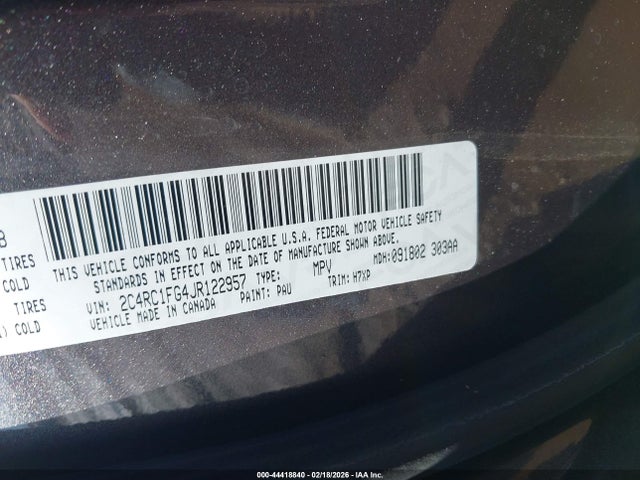 8
TIRES
COLD
TIRES
) COLD
THIS VEHICLE CONFORMS TO ALL APPLICABLE U.S.A. FEDERAL MOTOR VEHICLE SAFETY
STANDARDS IN EFFECT ON THE DATE OF MANUFACTURE SHOWN ABOVE.
VIN: 2C4RC1FG4JR122957 TYPE: MPV MDH: 091802 303AA
VEHICLE MADE IN CANADA PAINT: PAU TRIM: H7XP
000-44418840 02/18/2026 - IAA Inc.